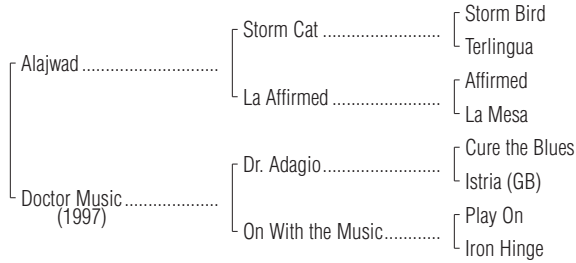 Storm Bird
Storm Cat ........................
Terlingua
Alajwad ............................
Affirmed
La Affirmed ......................
La Mesa
Cure the Blues
Dr. Adagio........................
Istria (GB)
Doctor Music ...................
(1997)
Play On
On With the Music...........
Iron Hinge